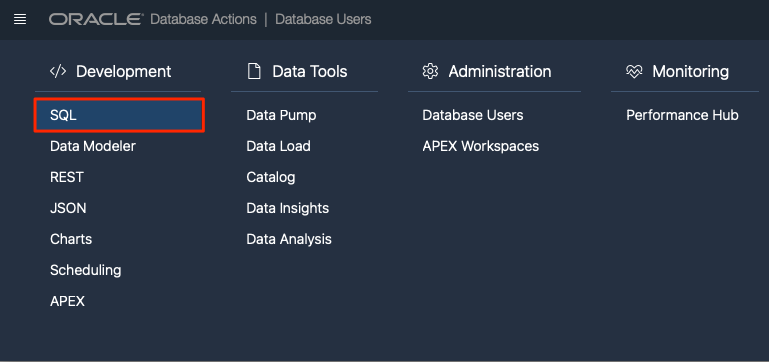 ORACLE Database Actions | Database Users
Development
SQL
Data Modeler
REST
JSON
Charts
Scheduling
APEX
Data Tools
Data Pump
Data Load
Catalog
Data Insights
Data Analysis
Administration
Database Users
APEX Workspaces
Monitoring
Performance Hub